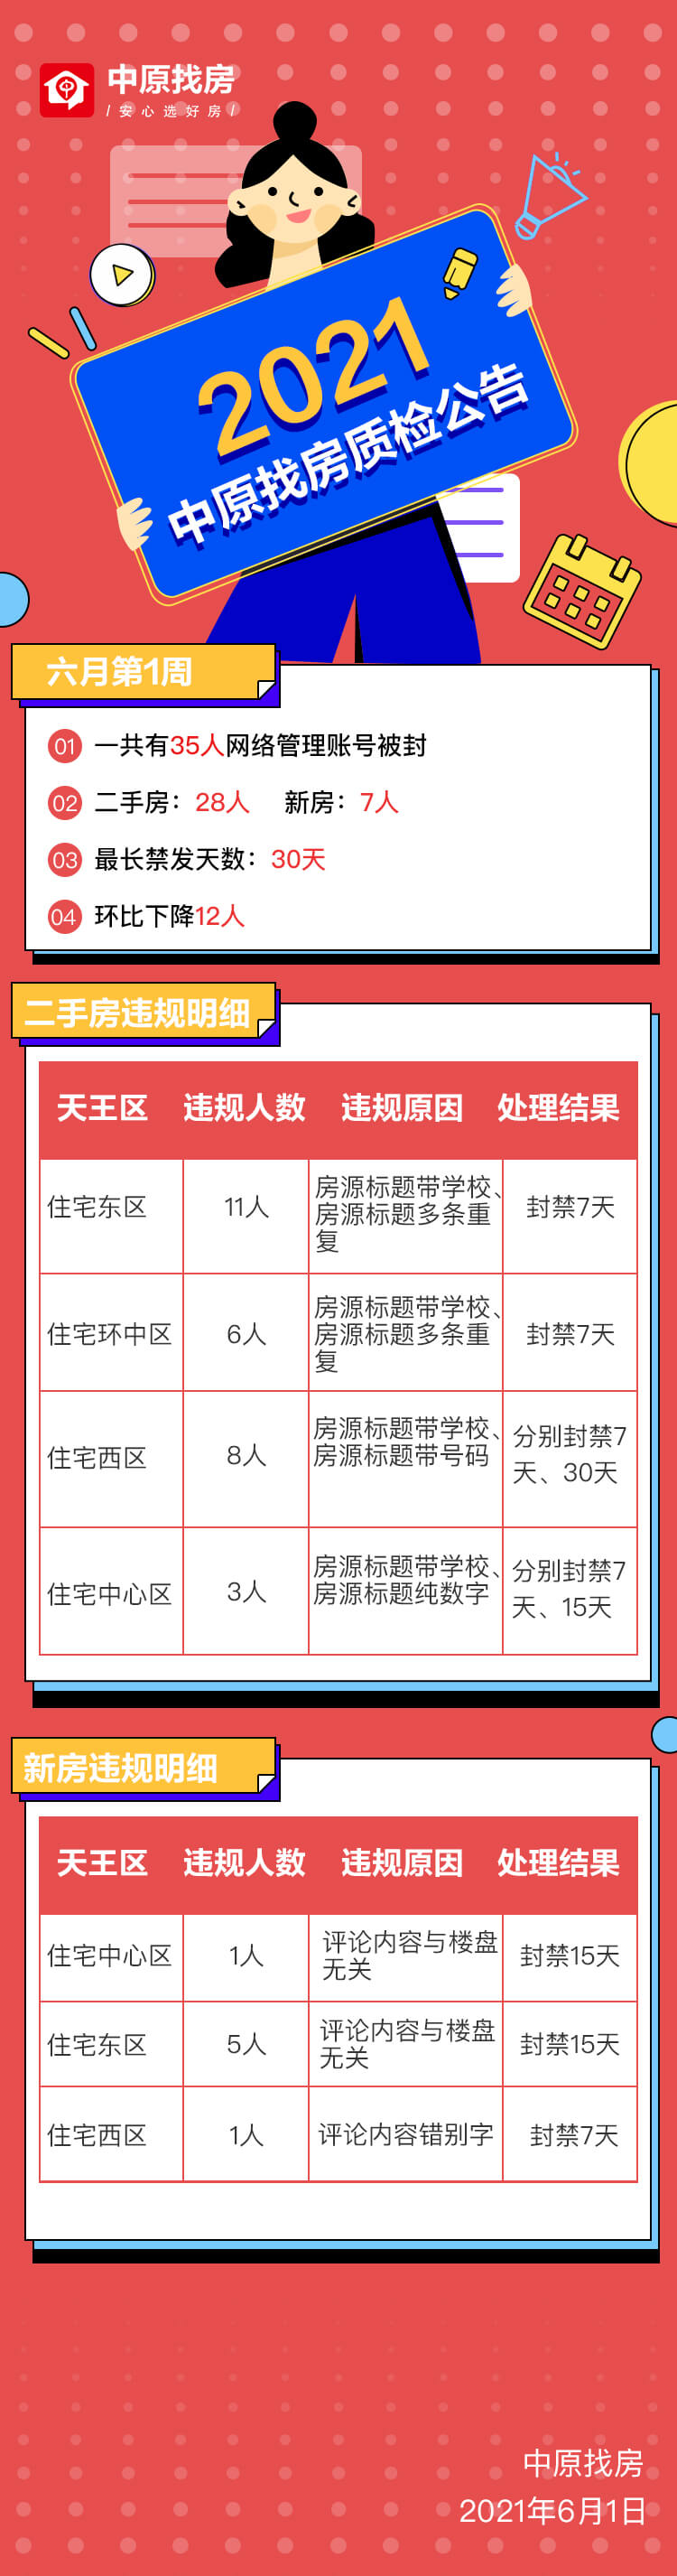 中原找房
/ 安 心 选 好 房 /
2021
中原找房质检公告
六月第1周
01 一共有35人网络管理账号被封
02 二手房：28人 新房：7人
03 最长禁发天数：30天
04 环比下降12人
二手房违规明细
天王区 违规人数 违规原因 处理结果
住宅东区 11人 房源标题带学校、
房源标题多条重
复 封禁7天
住宅环中区 6人 房源标题带学校、
房源标题多条重
复 封禁7天
住宅西区 8人 房源标题带学校、
房源标题带号码 分别封禁7
天、30天
住宅中心区 3人 房源标题带学校、
房源标题纯数字 分别封禁7
天、15天
新房违规明细
天王区 违规人数 违规原因 处理结果
住宅中心区 1人 评论内容与楼盘
无关 封禁15天
住宅东区 5人 评论内容与楼盘
无关 封禁15天
住宅西区 1人 评论内容错别字 封禁7天
中原找房
2021年6月1日